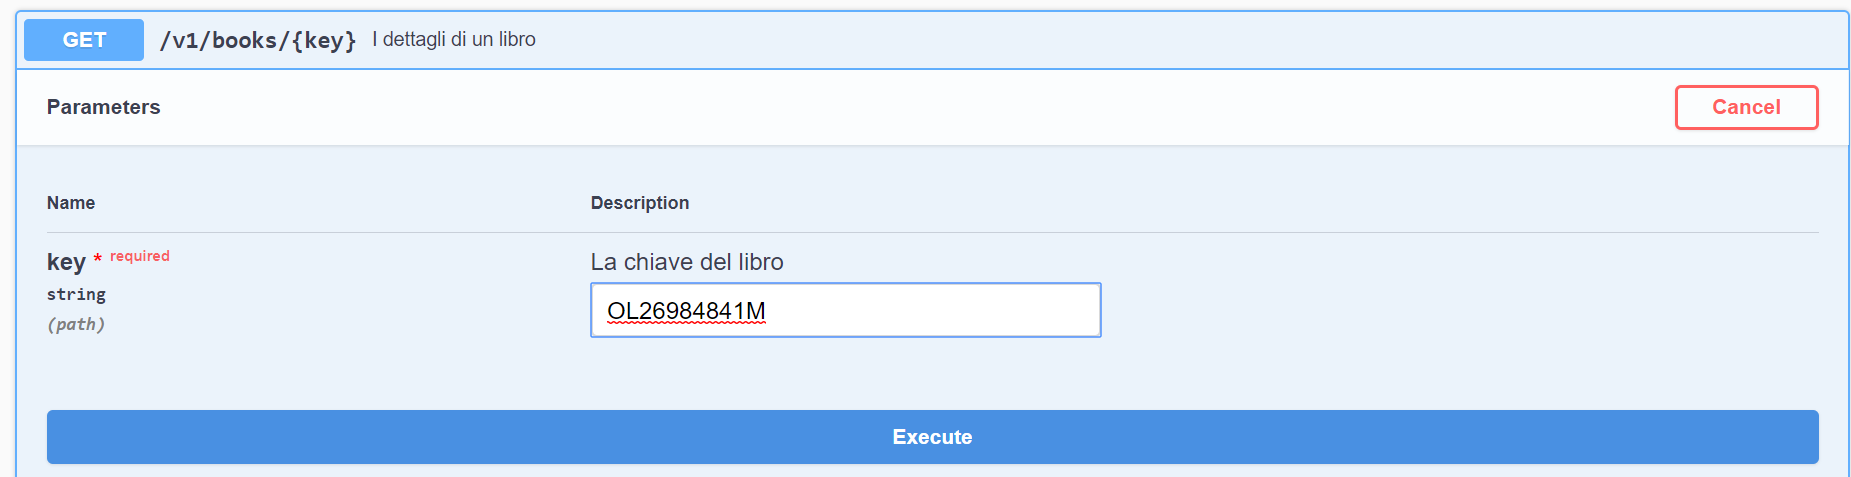 GET /v1/books/{key} I dettagli di un libro
Parameters Cancel
Name Description
key * required La chiave del libro
string
OL26984841M
(path)
Execute